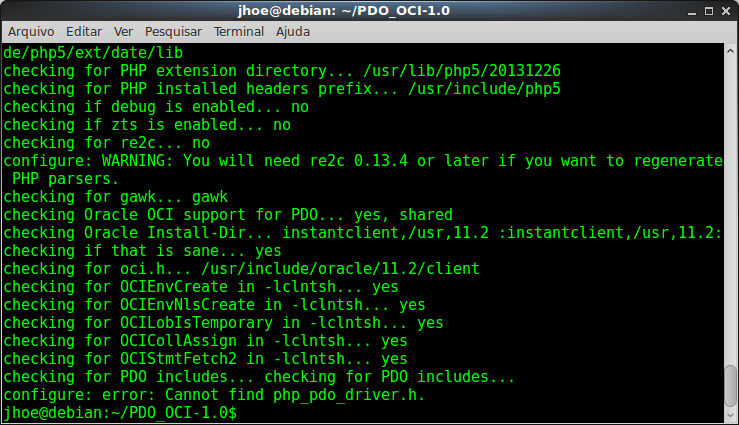 jhoe@debian: ~/PDO_OCI-1.0
Arquivo Editar Ver Pesquisar Terminal Ajuda
de/php5/ext/date/lib
checking for PHP extension directory... /usr/lib/php5/20131226
checking for PHP installed headers prefix... /usr/include/php5
checking if debug is enabled... no
checking if zts is enabled... no
checking for re2c... no
configure: WARNING: You will need re2c 0.13.4 or later if you want to regenerate
 PHP parsers.
checking for gawk... gawk
checking Oracle OCI support for PDO... yes, shared
checking Oracle Install-Dir... instantclient,/usr,11.2 :instantclient,/usr,11.2:
checking if that is sane... yes
checking for oci.h... /usr/include/oracle/11.2/client
checking for OCIEnvCreate in -lclntsh... yes
checking for OCIEnvNlsCreate in -lclntsh... yes
checking for OCILobIsTemporary in -lclntsh... yes
checking for OCICollAssign in -lclntsh... yes
checking for OCIStmtFetch2 in -lclntsh... yes
checking for PDO includes... checking for PDO includes...
configure: error: Cannot find php_pdo_driver.h.
jhoe@debian:~/PDO_OCI-1.0$